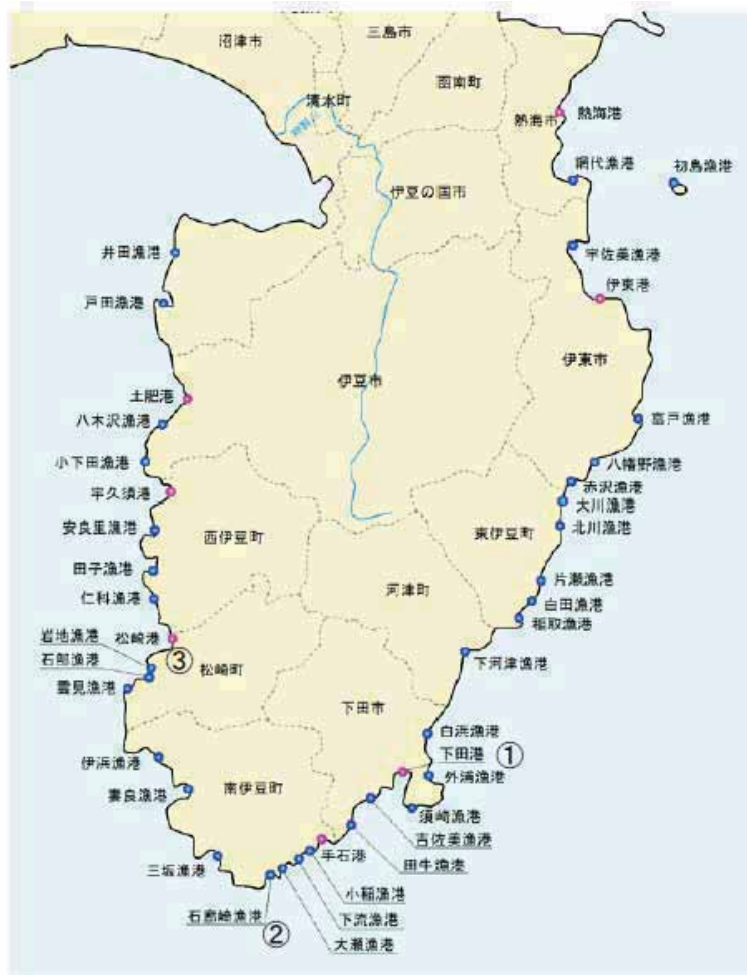 沼津市
三島市
函南町
清水町
熱海市
熱海港
網代漁港
初島漁港
伊豆の国市
井田漁港
宇佐美漁港
戸田漁港
伊東港
伊東市
伊豆市
土肥港
八木沢漁港
富戸漁港
小下田漁港
八幡野漁港
宇久須港
赤沢漁港
大川漁港
安良里漁港
西伊豆町
東伊豆町
北川漁港
田子漁港
河津町
片瀬漁港
仁科漁港
白田漁港
稲取漁港
松崎港
③
岩地漁港
石部漁港
松崎町
下河津漁港
雲見漁港
下田市
白浜漁港
下田港 ①
伊浜漁港
外浦漁港
妻良漁港
南伊豆町
須崎漁港
吉佐美漁港
手石港
田牛漁港
三坂漁港
小稲漁港
石廊崎漁港
②
下流漁港
大瀬漁港